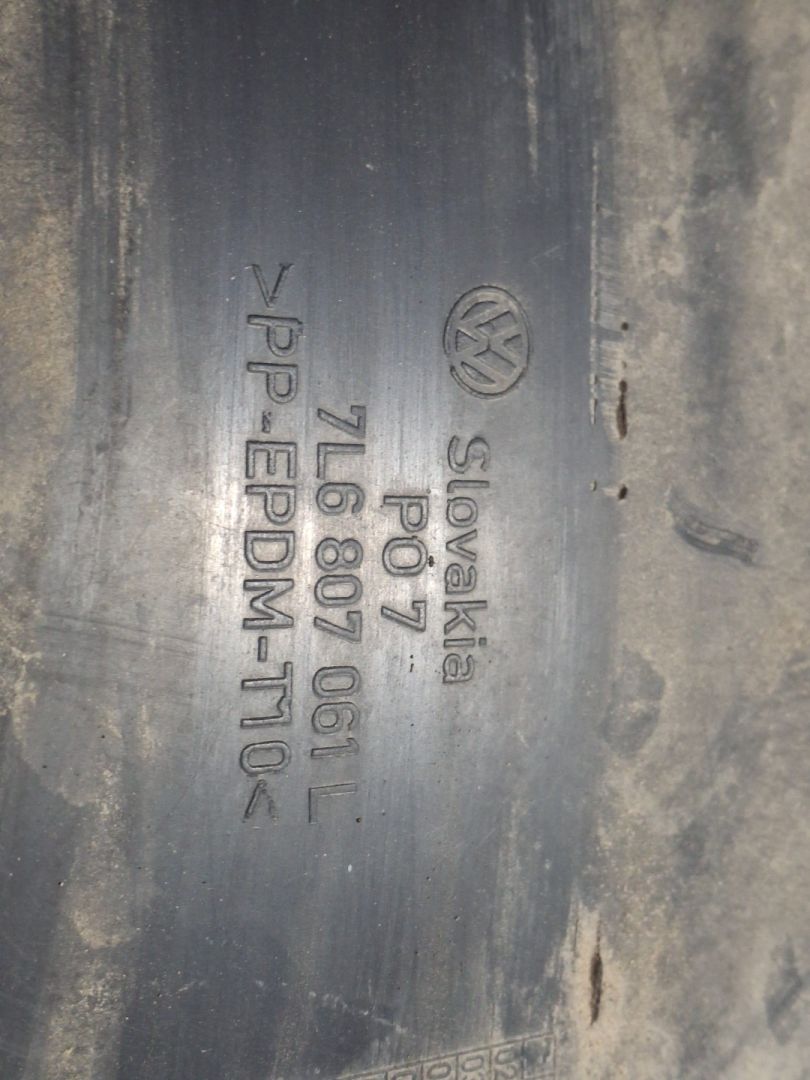 Slovakia
PO 7
7L6 807 061 L
>PP-EPDM-T10<